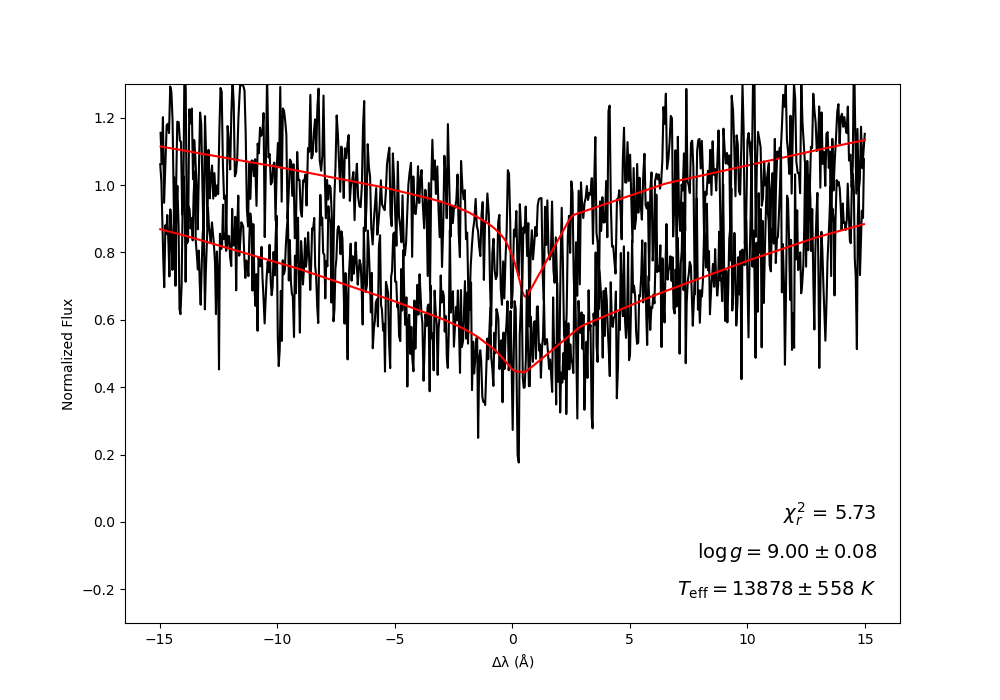 1.2
1.0
0.8
0.6
0.4
0.2
0.0
−0.2
Normalized Flux
χ²ᵣ = 5.73
log g = 9.00 ± 0.08
T_eff = 13878 ± 558 K
−15 −10 −5 0 5 10 15
Δλ (Å)